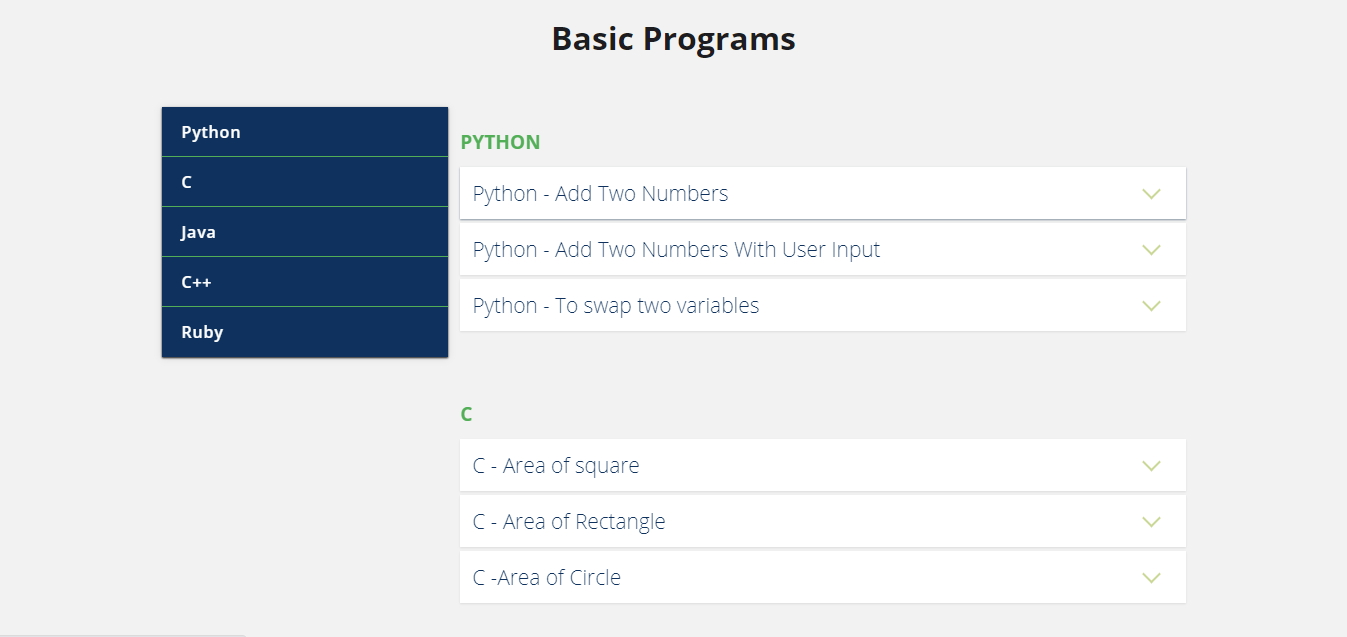 Basic Programs
Python
C
Java
C++
Ruby
PYTHON
Python - Add Two Numbers
Python - Add Two Numbers With User Input
Python - To swap two variables
C
C - Area of square
C - Area of Rectangle
C -Area of Circle